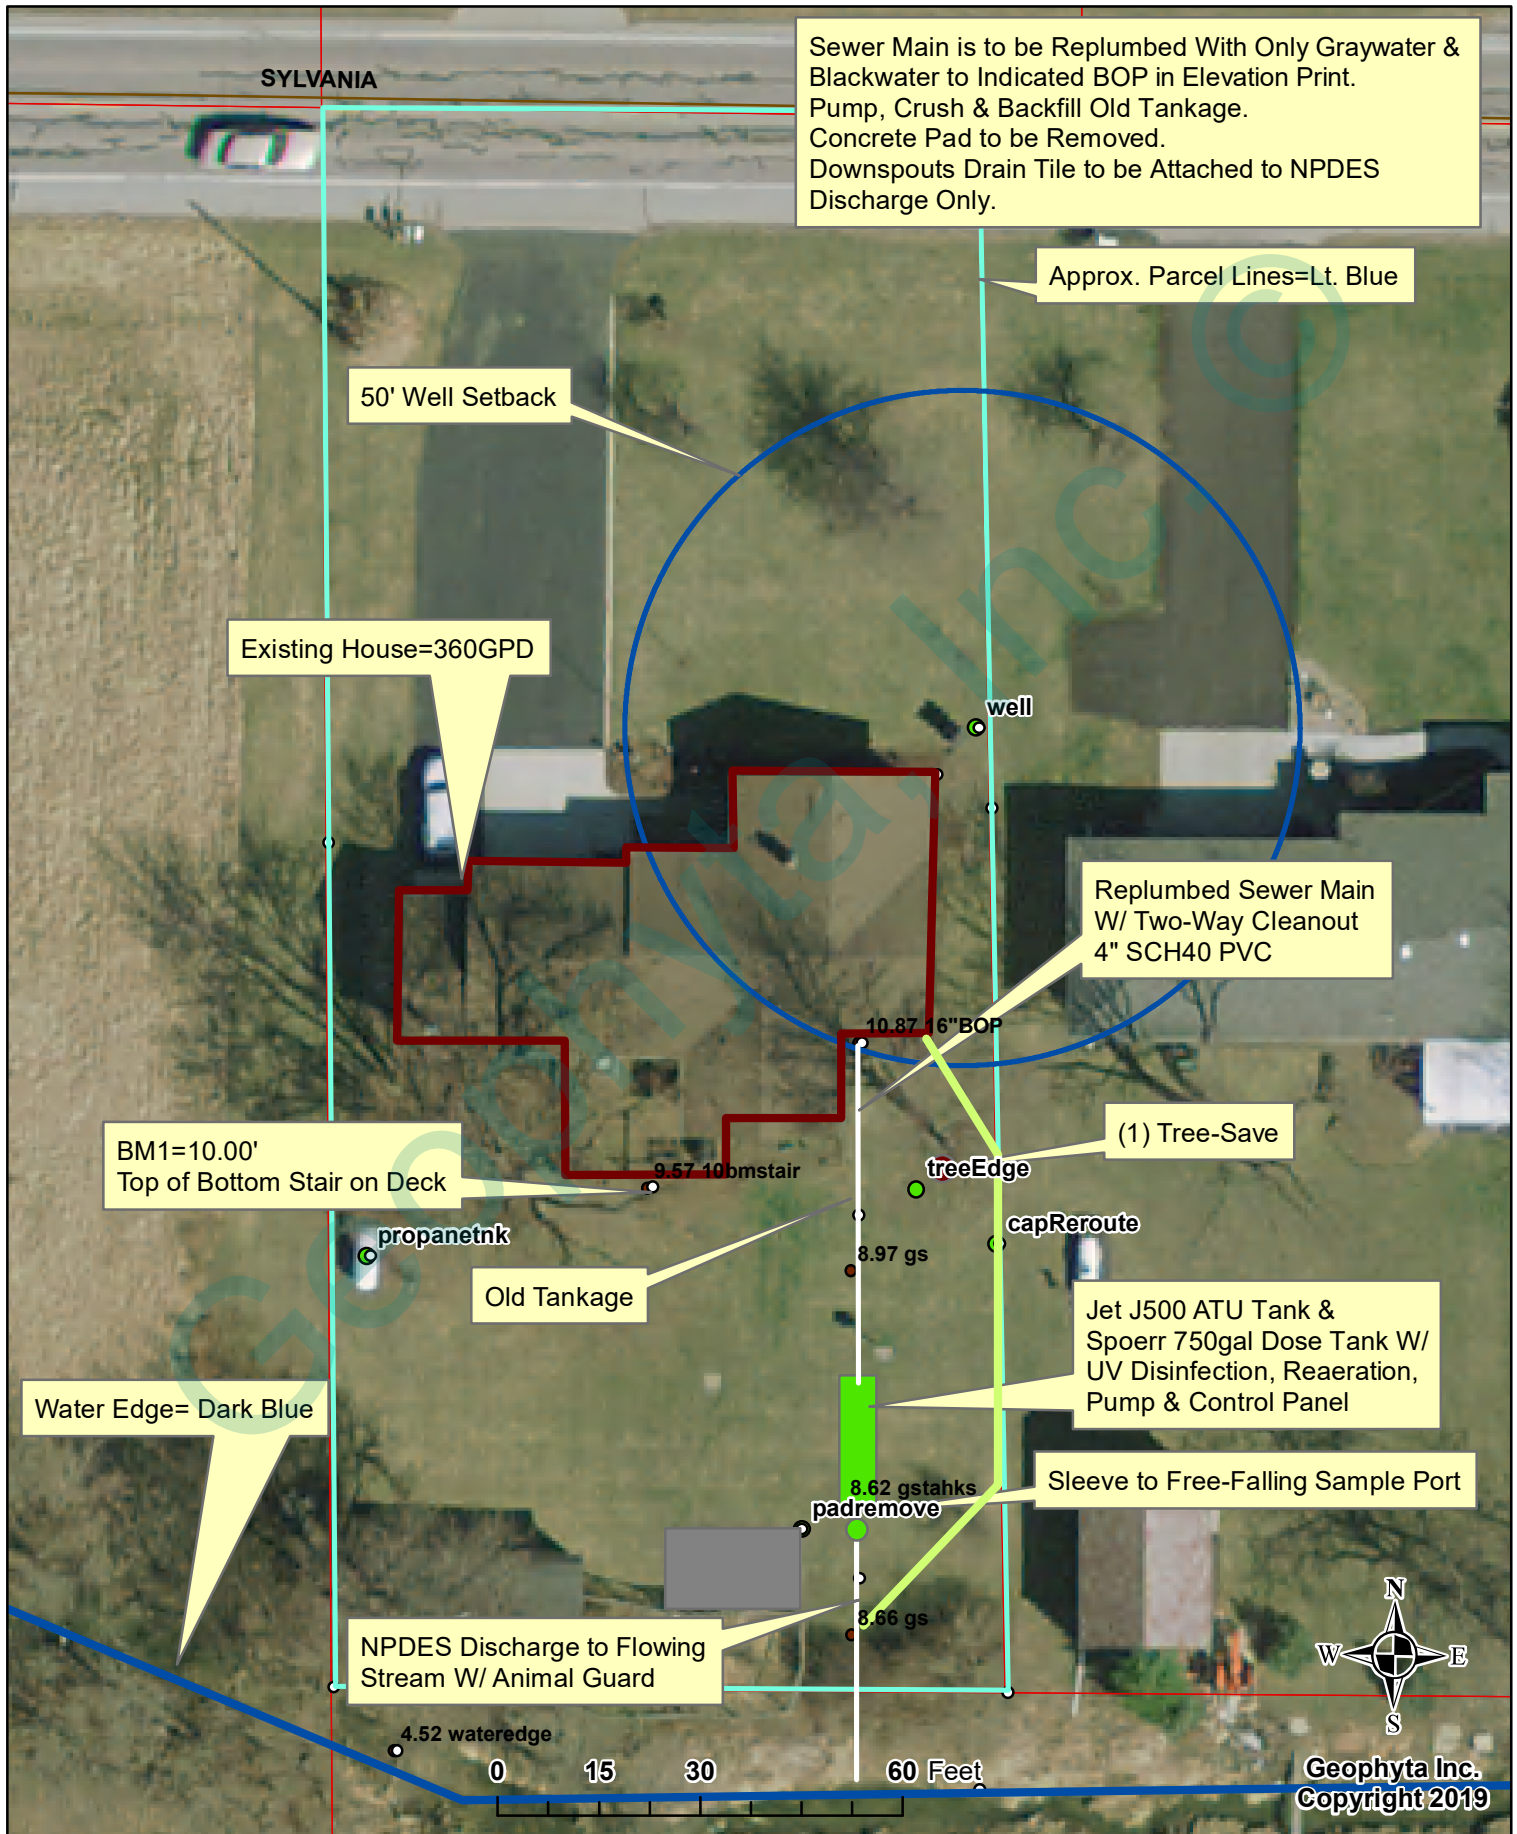 SYLVANIA
Sewer Main is to be Replumbed With Only Graywater &
Blackwater to Indicated BOP in Elevation Print.
Pump, Crush & Backfill Old Tankage.
Concrete Pad to be Removed.
Downspouts Drain Tile to be Attached to NPDES
Discharge Only.
Approx. Parcel Lines=Lt. Blue
50' Well Setback
Existing House=360GPD
well
Replumbed Sewer Main
W/ Two-Way Cleanout
4" SCH40 PVC
10.87 16"BOP
(1) Tree-Save
BM1=10.00'
Top of Bottom Stair on Deck
9.57 10bmstair
treeEdge
propanetnk
capReroute
8.97 gs
Old Tankage
Jet J500 ATU Tank &
Spoerr 750gal Dose Tank W/
UV Disinfection, Reaeration,
Pump & Control Panel
Water Edge= Dark Blue
8.62 gstahks
Sleeve to Free-Falling Sample Port
padremove
8.66 gs
NPDES Discharge to Flowing
Stream W/ Animal Guard
N
W E
S
4.52 wateredge
0 15 30 60 Feet
Geophyta Inc.
Copyright 2019
Geophyta, Inc. ©